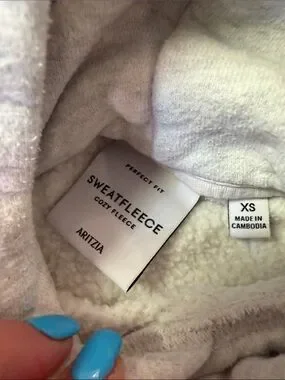 PERFECT FIT
SWEATFLEECE
COZY FLEECE
ARITZIA
XS
MADE IN
CAMBODIA